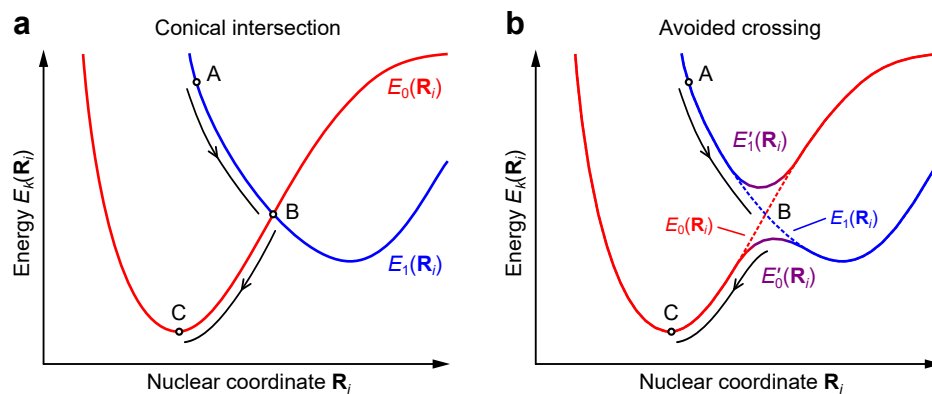 a
Conical intersection
A
E₀(Rᵢ)
B
E₁(Rᵢ)
C
Energy Eₖ(Rᵢ)
Nuclear coordinate Rᵢ
b
Avoided crossing
A
E′₁(Rᵢ)
B
E₀(Rᵢ)
E₁(Rᵢ)
E′₀(Rᵢ)
C
Energy Eₖ(Rᵢ)
Nuclear coordinate Rᵢ